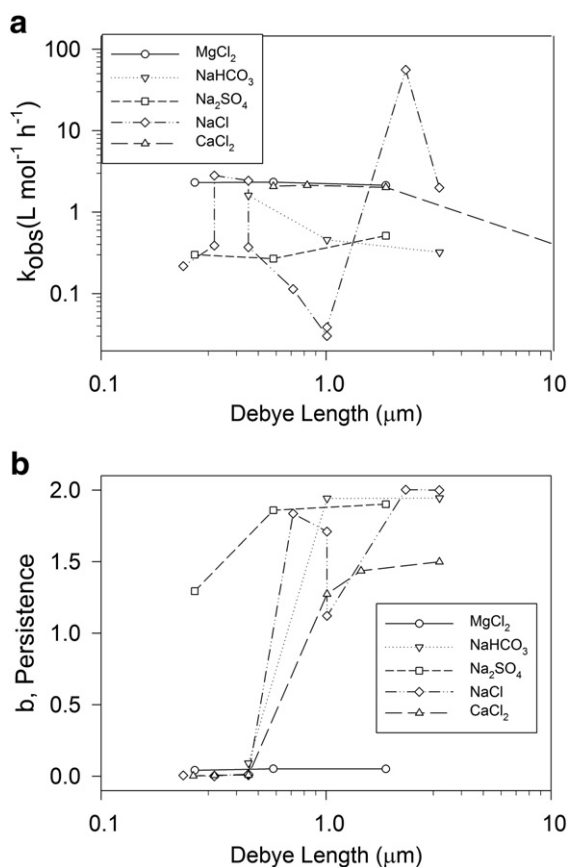 a
MgCl₂
NaHCO₃
Na₂SO₄
NaCl
CaCl₂
100
10
1
0.1
k_obs(L mol⁻¹ h⁻¹)
0.1
1.0
10
Debye Length (μm)
b
2.0
1.5
1.0
0.5
0.0
b, Persistence
MgCl₂
NaHCO₃
Na₂SO₄
NaCl
CaCl₂
0.1
1.0
10
Debye Length (μm)